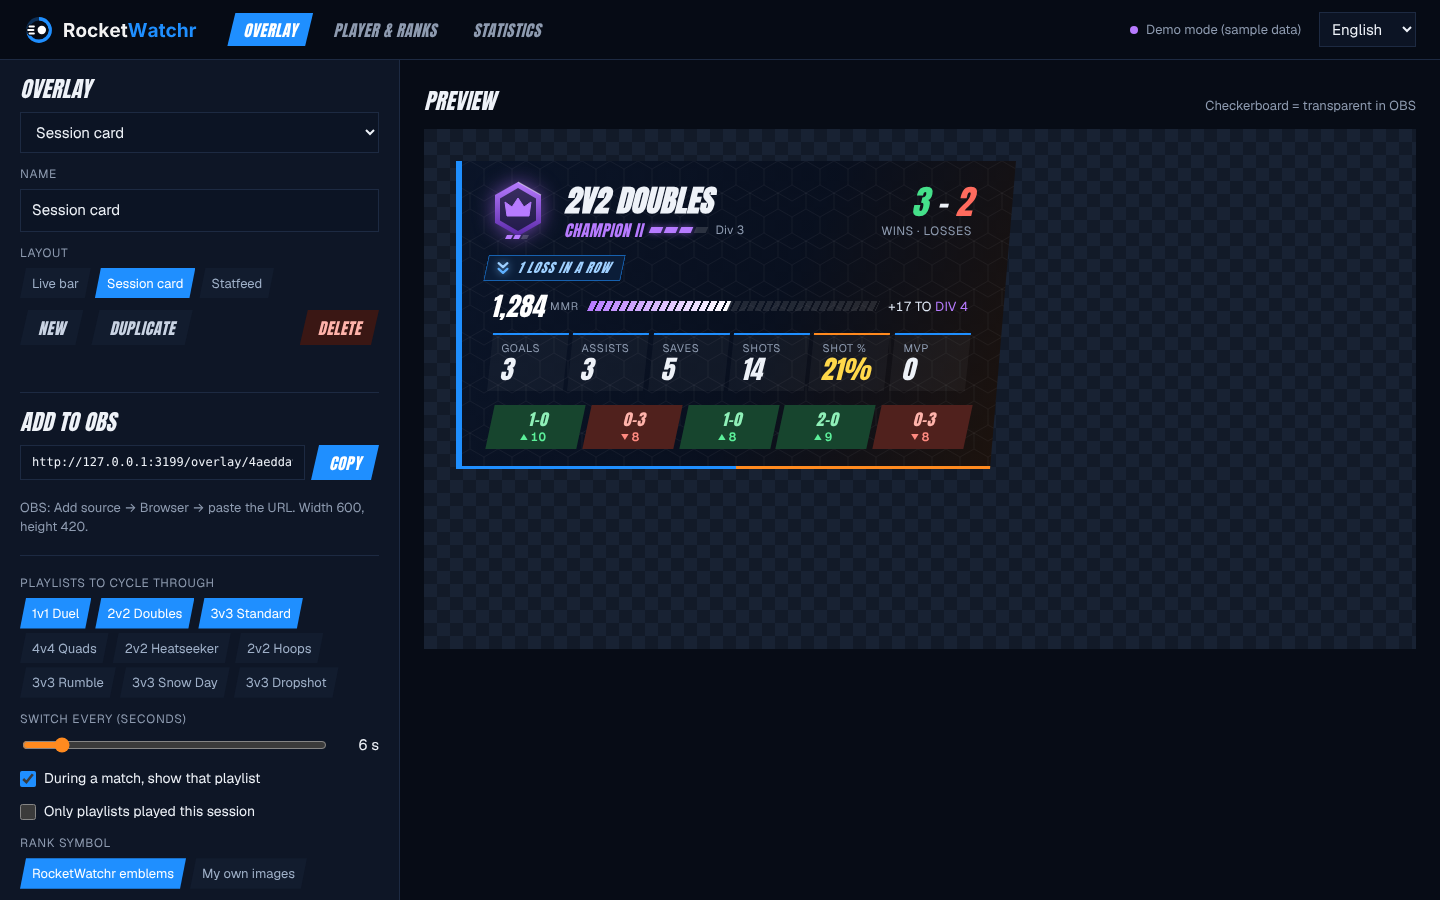 RocketWatchr
OVERLAY
PLAYER & RANKS
STATISTICS
Demo mode (sample data)
English
OVERLAY
Session card
NAME
Session card
LAYOUT
Live bar
Session card
Statfeed
NEW
DUPLICATE
DELETE
ADD TO OBS
http://127.0.0.1:3199/overlay/4aedda
COPY
OBS: Add source → Browser → paste the URL. Width 600,
height 420.
PLAYLISTS TO CYCLE THROUGH
1v1 Duel
2v2 Doubles
3v3 Standard
4v4 Quads
2v2 Heatseeker
2v2 Hoops
3v3 Rumble
3v3 Snow Day
3v3 Dropshot
SWITCH EVERY (SECONDS)
6 s
During a match, show that playlist
Only playlists played this session
RANK SYMBOL
RocketWatchr emblems
My own images
PREVIEW
Checkerboard = transparent in OBS
2V2 DOUBLES
CHAMPION II
Div 3
3 - 2
WINS · LOSSES
1 LOSS IN A ROW
1,284 MMR
+17 TO DIV 4
GOALS
3
ASSISTS
3
SAVES
5
SHOTS
14
SHOT %
21%
MVP
0
1-0
▲10
0-3
▼8
1-0
▲8
2-0
▲9
0-3
▼8